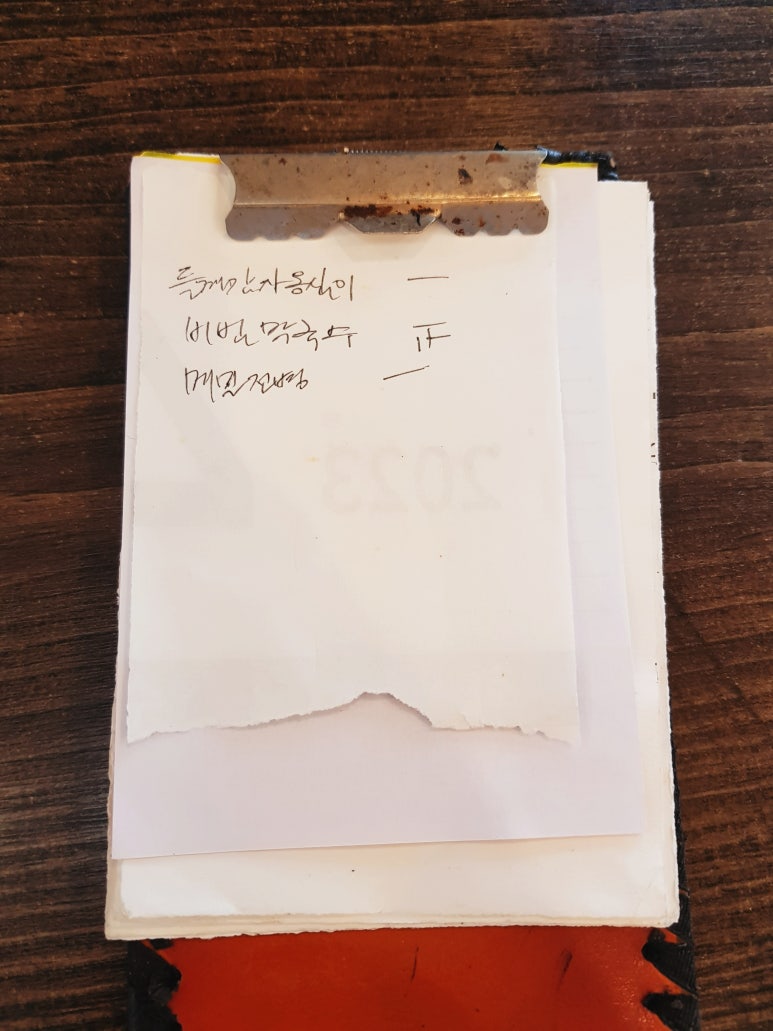 들깨감자옹심이 一
비빔막국수 正
메밀전병 一
2023